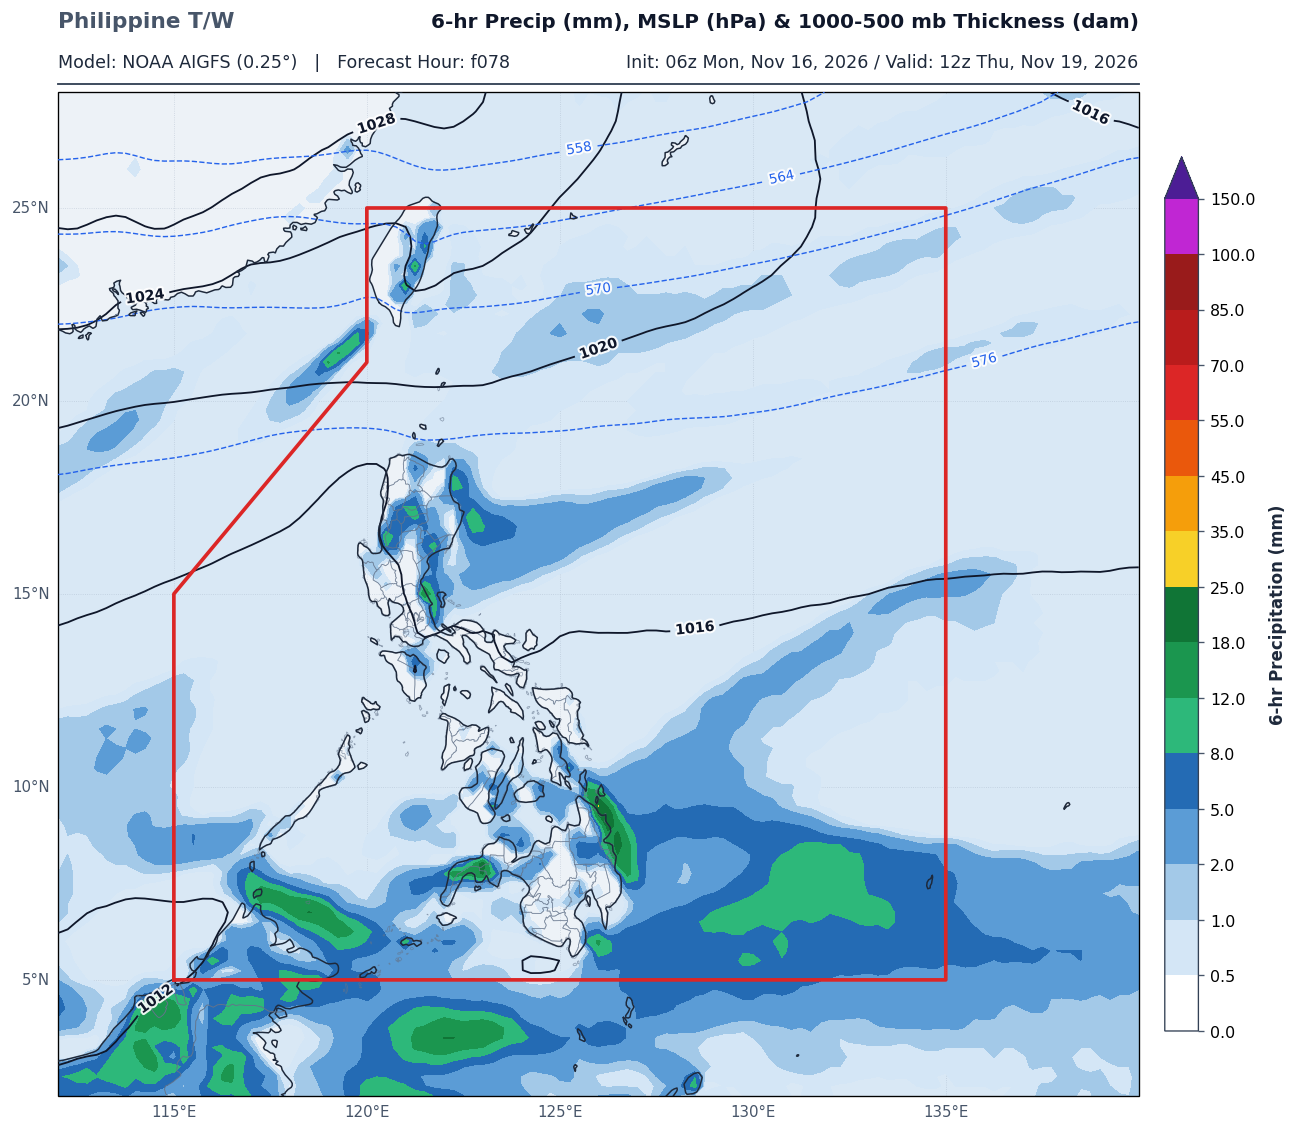 Philippine T/W
6-hr Precip (mm), MSLP (hPa) & 1000-500 mb Thickness (dam)
Model: NOAA AIGFS (0.25°) | Forecast Hour: f078
Init: 06z Mon, Nov 16, 2026 / Valid: 12z Thu, Nov 19, 2026
1028
1016
558
564
25°N
1024
570
1020
576
20°N
15°N
1016
10°N
5°N
1012
115°E
120°E
125°E
130°E
135°E
150.0
100.0
85.0
70.0
55.0
45.0
35.0
25.0
18.0
12.0
8.0
5.0
2.0
1.0
0.5
0.0
6-hr Precipitation (mm)